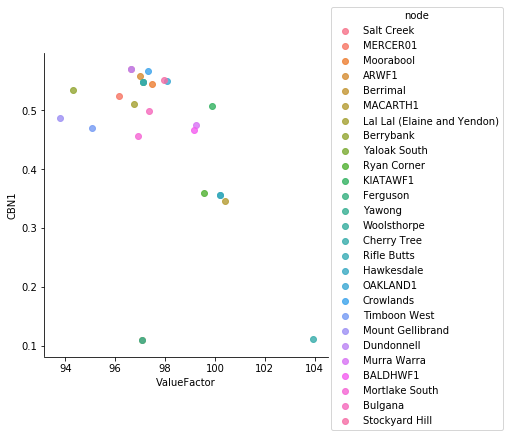 node
Salt Creek
MERCER01
Moorabool
ARWF1
Berrimal
MACARTH1
Lal Lal (Elaine and Yendon)
Berrybank
Yaloak South
Ryan Corner
KIATAWF1
Ferguson
Yawong
Woolsthorpe
Cherry Tree
Rifle Butts
Hawkesdale
OAKLAND1
Crowlands
Timboon West
Mount Gellibrand
Dundonnell
Murra Warra
BALDHWF1
Mortlake South
Bulgana
Stockyard Hill
CBN1
0.5
0.4
0.3
0.2
0.1
94 96 98 100 102 104
ValueFactor